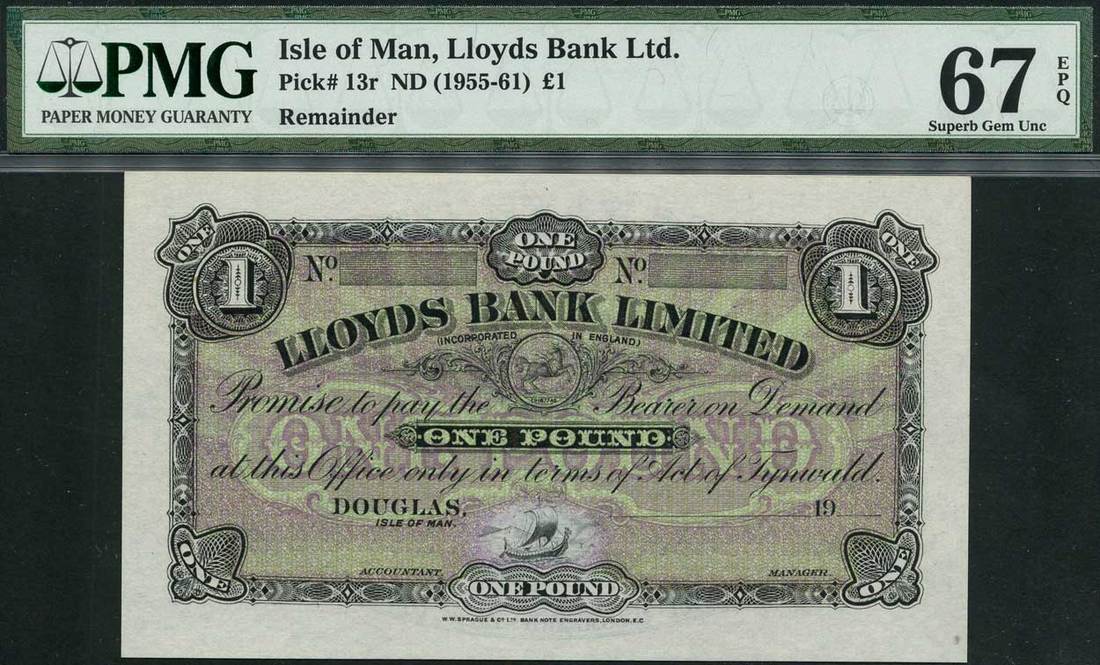 PMG
PAPER MONEY GUARANTY
Isle of Man, Lloyds Bank Ltd.
Pick# 13r ND (1955-61) £1
Remainder
67 EPQ
Superb Gem Unc
ONE
ONE POUND
ONE
1
No.
No.
1
LLOYDS BANK LIMITED
(INCORPORATED IN ENGLAND)
Promise to pay the Bearer on Demand
ONE POUND
ONE POUND
at this Office only in terms of Act of Tynwald.
DOUGLAS, 19
ISLE OF MAN.
ACCOUNTANT. MANAGER.
ONE
ONE POUND
ONE
W.W. SPRAGUE & CO LTD. BANK NOTE ENGRAVERS, LONDON, E.C.